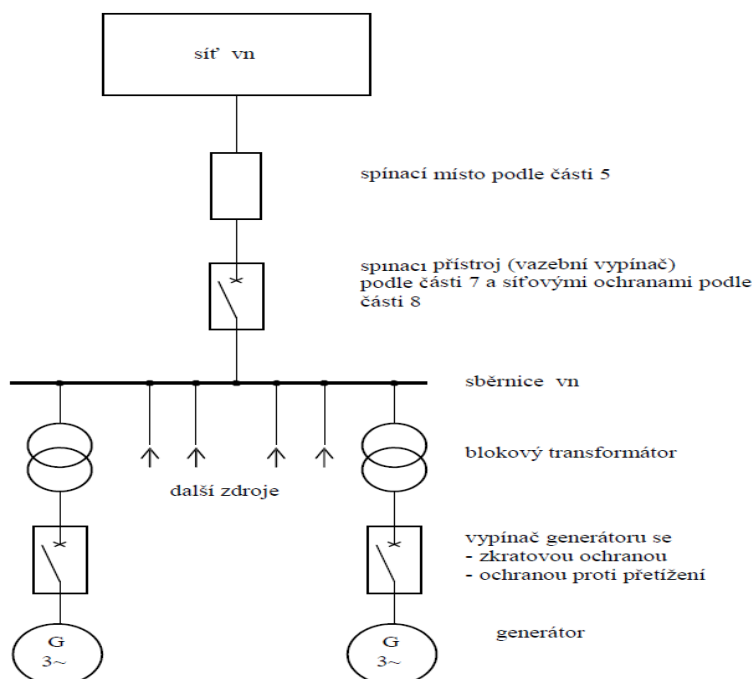 síť vn
spínací místo podle části 5
spínací přístroj (vazební vypínač)
podle části 7 a síťovými ochranami podle
části 8
sběrnice vn
blokový transformátor
další zdroje
vypínač generátoru se
- zkratovou ochranou
- ochranou proti přetížení
G
3~
G
3~
generátor